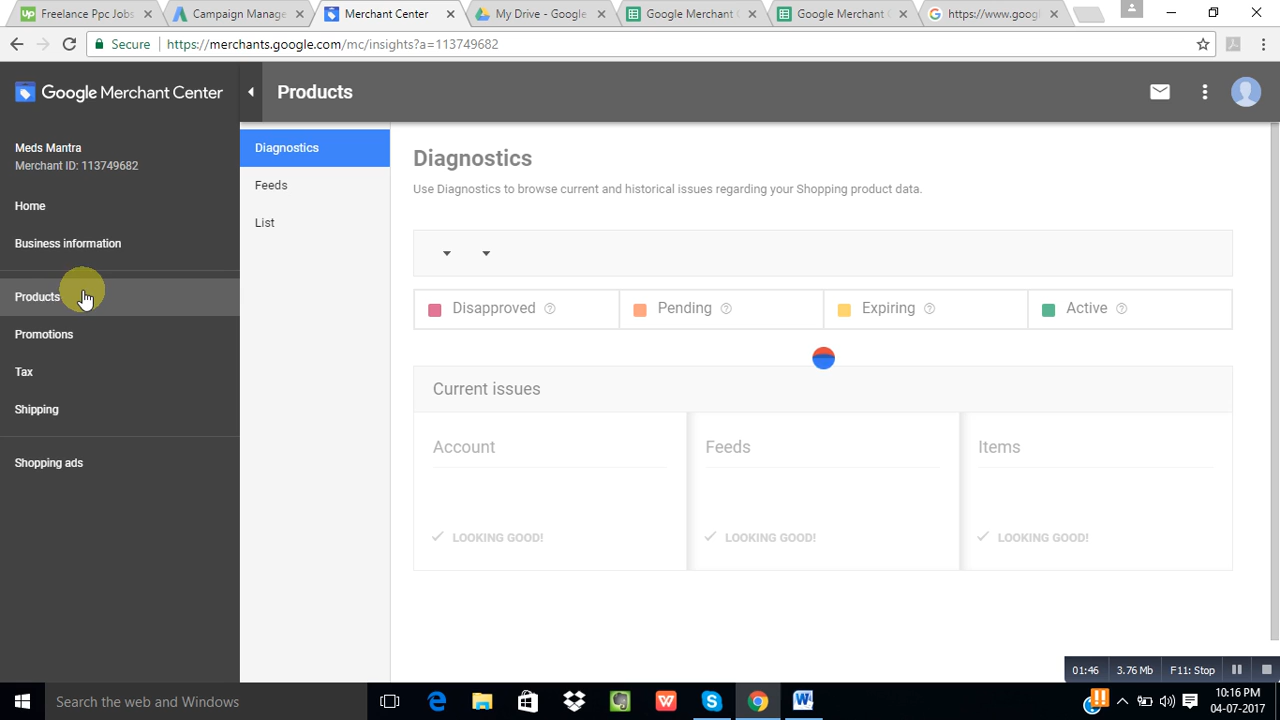 Freelance Ppc Jobs
Campaign Manage
Merchant Center
My Drive - Google
Google Merchant
Google Merchant C
https://www.googl
Secure
https://merchants.google.com/mc/insights?a=113749682
Google Merchant Center
Products
Meds Mantra
Merchant ID: 113749682
Home
Business information
Products
Promotions
Tax
Shipping
Shopping ads
Diagnostics
Feeds
List
Diagnostics
Use Diagnostics to browse current and historical issues regarding your Shopping product data.
Disapproved
Pending
Expiring
Active
Current issues
Account
Feeds
Items
LOOKING GOOD!
LOOKING GOOD!
LOOKING GOOD!
01:46
3.76 Mb
F11: Stop
Search the web and Windows
10:16 PM
04-07-2017